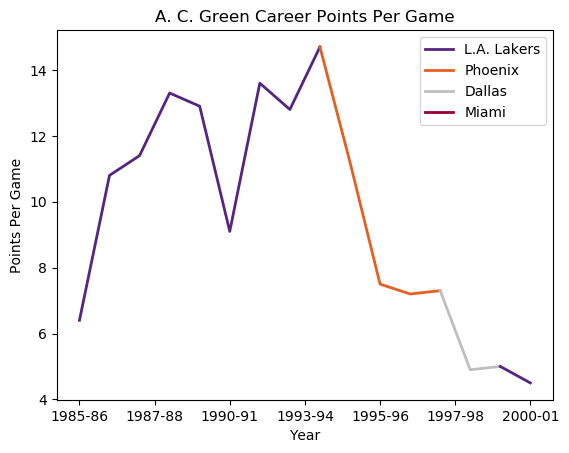 A. C. Green Career Points Per Game
L.A. Lakers
Phoenix
Dallas
Miami
Points Per Game
14
12
10
8
6
4
1985-86 1987-88 1990-91 1993-94 1995-96 1997-98 2000-01
Year